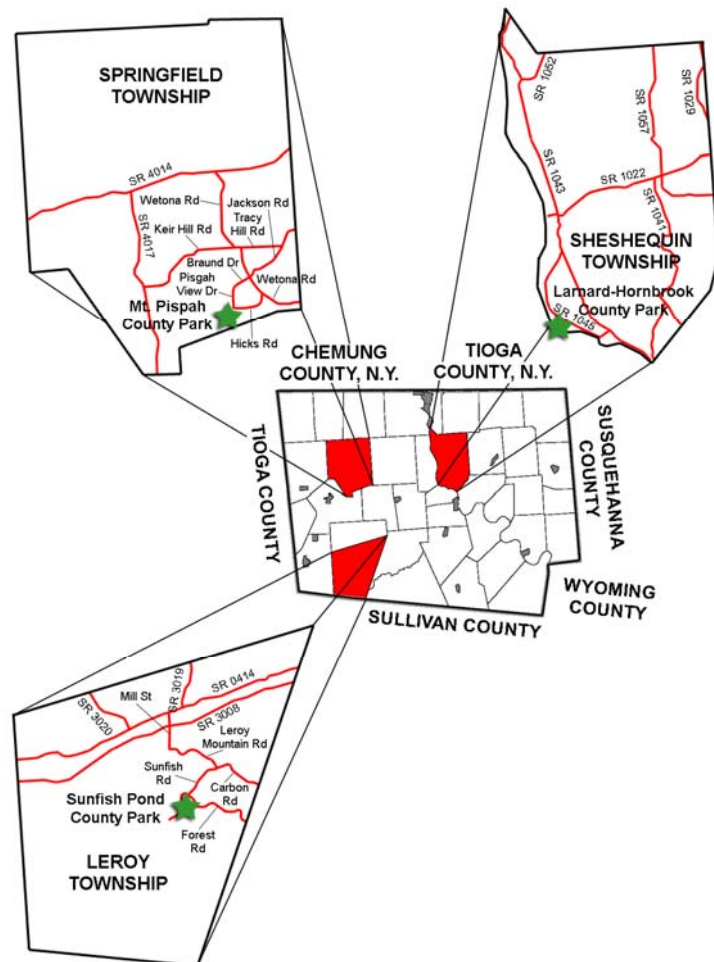 SPRINGFIELD
TOWNSHIP
SR 4014
Wetona Rd
Jackson Rd
Tracy
Hill Rd
Keir Hill Rd
SR 4017
Braund Dr
Pisgah
View Dr
Wetona Rd
Mt. Pispah
County Park
Hicks Rd
SR 1052
SR 1057
SR 1029
SR 1043
SR 1022
SR 1041
SHESHEQUIN
TOWNSHIP
Larnard-Hornbrook
County Park
SR 1045
CHEMUNG
COUNTY, N.Y.
TIOGA
COUNTY, N.Y.
TIOGA COUNTY
SUSQUEHANNA
COUNTY
WYOMING
COUNTY
SULLIVAN COUNTY
SR 3020
Mill St
SR 3019
SR 0414
SR 3008
Leroy
Mountain Rd
Sunfish
Rd
Carbon
Rd
Sunfish Pond
County Park
Forest
Rd
LEROY
TOWNSHIP